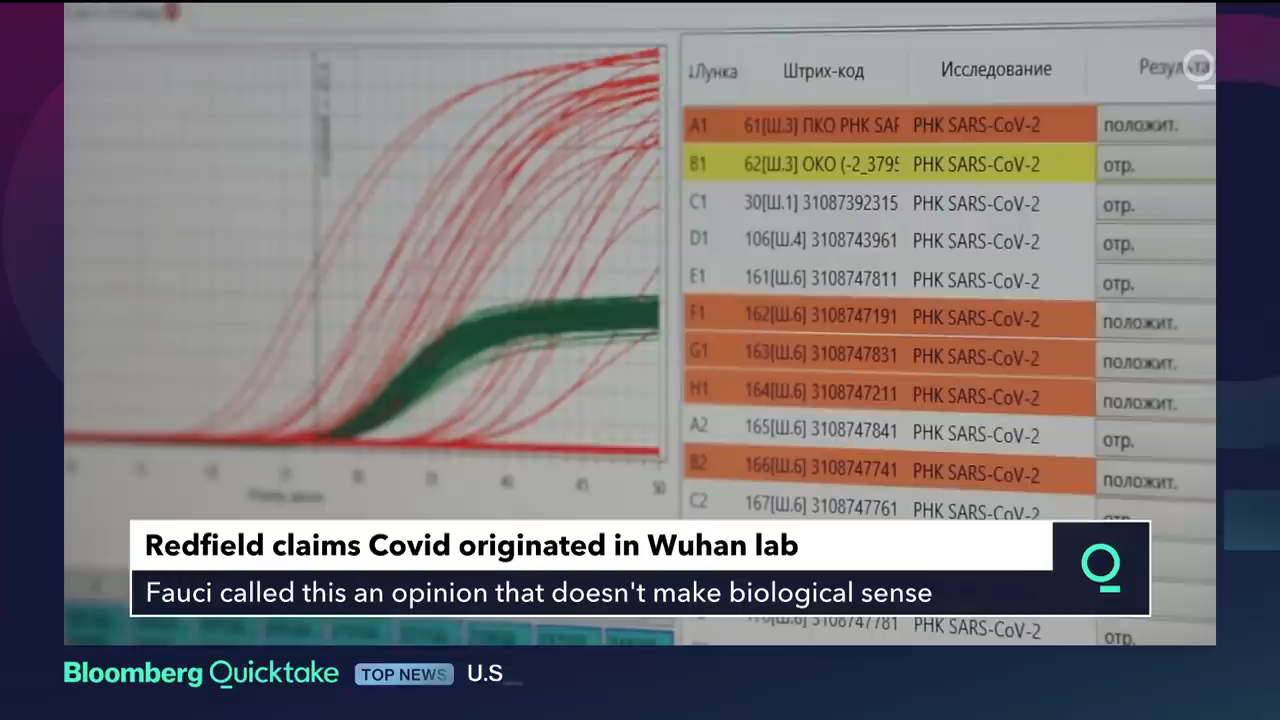 ↓Лунка Штрих-код Исследование
A1 61[Ш.3] ПКО РНК SAF РНК SARS-CoV-2 положит.
B1 62[Ш.3] ОКО (-2_3795 РНК SARS-CoV-2 отр.
C1 30[Ш.1] 31087392315 РНК SARS-CoV-2 отр.
D1 106[Ш.4] 3108743961 РНК SARS-CoV-2 отр.
E1 161[Ш.6] 3108747811 РНК SARS-CoV-2 отр.
F1 162[Ш.6] 3108747191 РНК SARS-CoV-2 положит.
G1 163[Ш.6] 3108747831 РНК SARS-CoV-2 положит.
H1 164[Ш.6] 3108747211 РНК SARS-CoV-2 положит.
A2 165[Ш.6] 3108747841 РНК SARS-CoV-2 отр.
B2 166[Ш.6] 3108747741 РНК SARS-CoV-2 положит.
C2 167[Ш.6] 3108747761 РНК SARS-CoV-2
РНК SARS-CoV-2 отр.
35 40 45 50
Redfield claims Covid originated in Wuhan lab
Fauci called this an opinion that doesn't make biological sense
Bloomberg Quicktake TOP NEWS U.S_